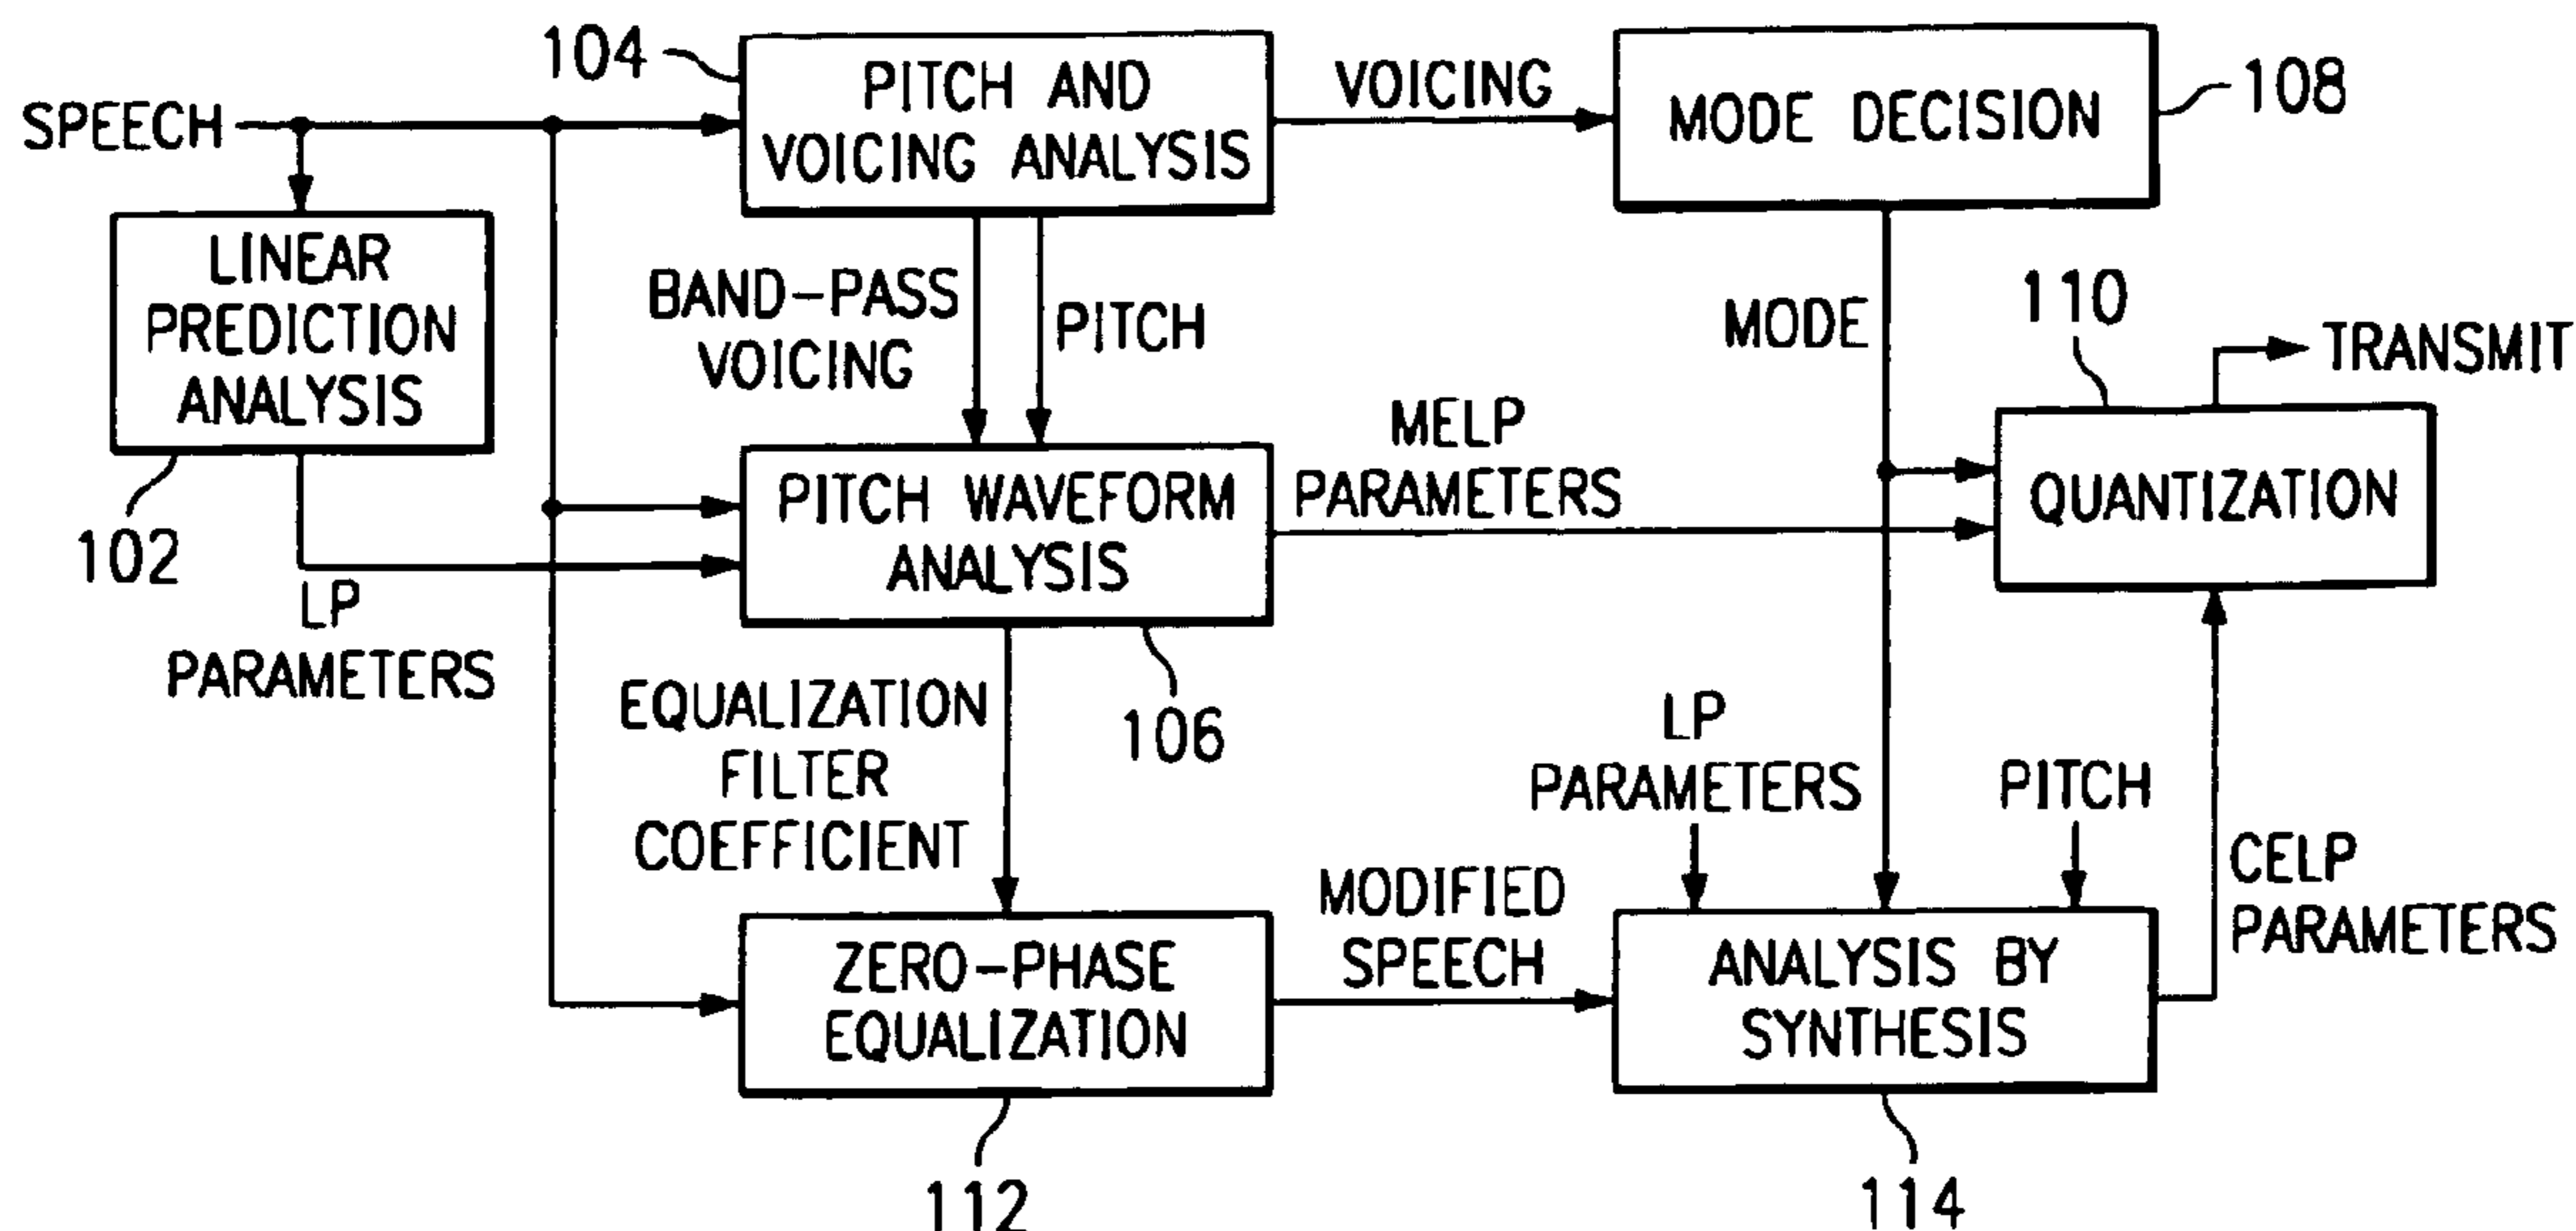 104
PITCH AND
VOICING ANALYSIS
VOICING
MODE DECISION
108
SPEECH
LINEAR
PREDICTION
ANALYSIS
102
BAND-PASS
VOICING
PITCH
MODE
110
TRANSMIT
MELP
PARAMETERS
QUANTIZATION
PITCH WAVEFORM
ANALYSIS
106
LP
PARAMETERS
EQUALIZATION
FILTER
COEFFICIENT
LP
PARAMETERS
PITCH
CELP
PARAMETERS
ZERO-PHASE
EQUALIZATION
112
MODIFIED
SPEECH
ANALYSIS BY
SYNTHESIS
114